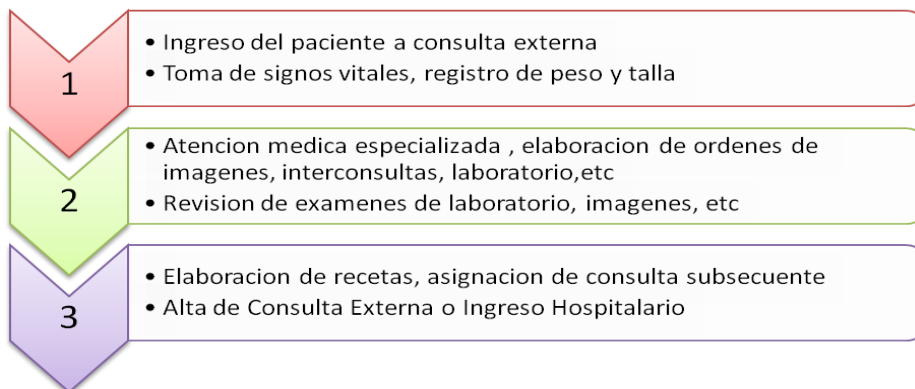 1
• Ingreso del paciente a consulta externa
• Toma de signos vitales, registro de peso y talla
2
• Atencion medica especializada , elaboracion de ordenes de
imagenes, interconsultas, laboratorio,etc
• Revision de examenes de laboratorio, imagenes, etc
3
• Elaboracion de recetas, asignacion de consulta subsecuente
• Alta de Consulta Externa o Ingreso Hospitalario